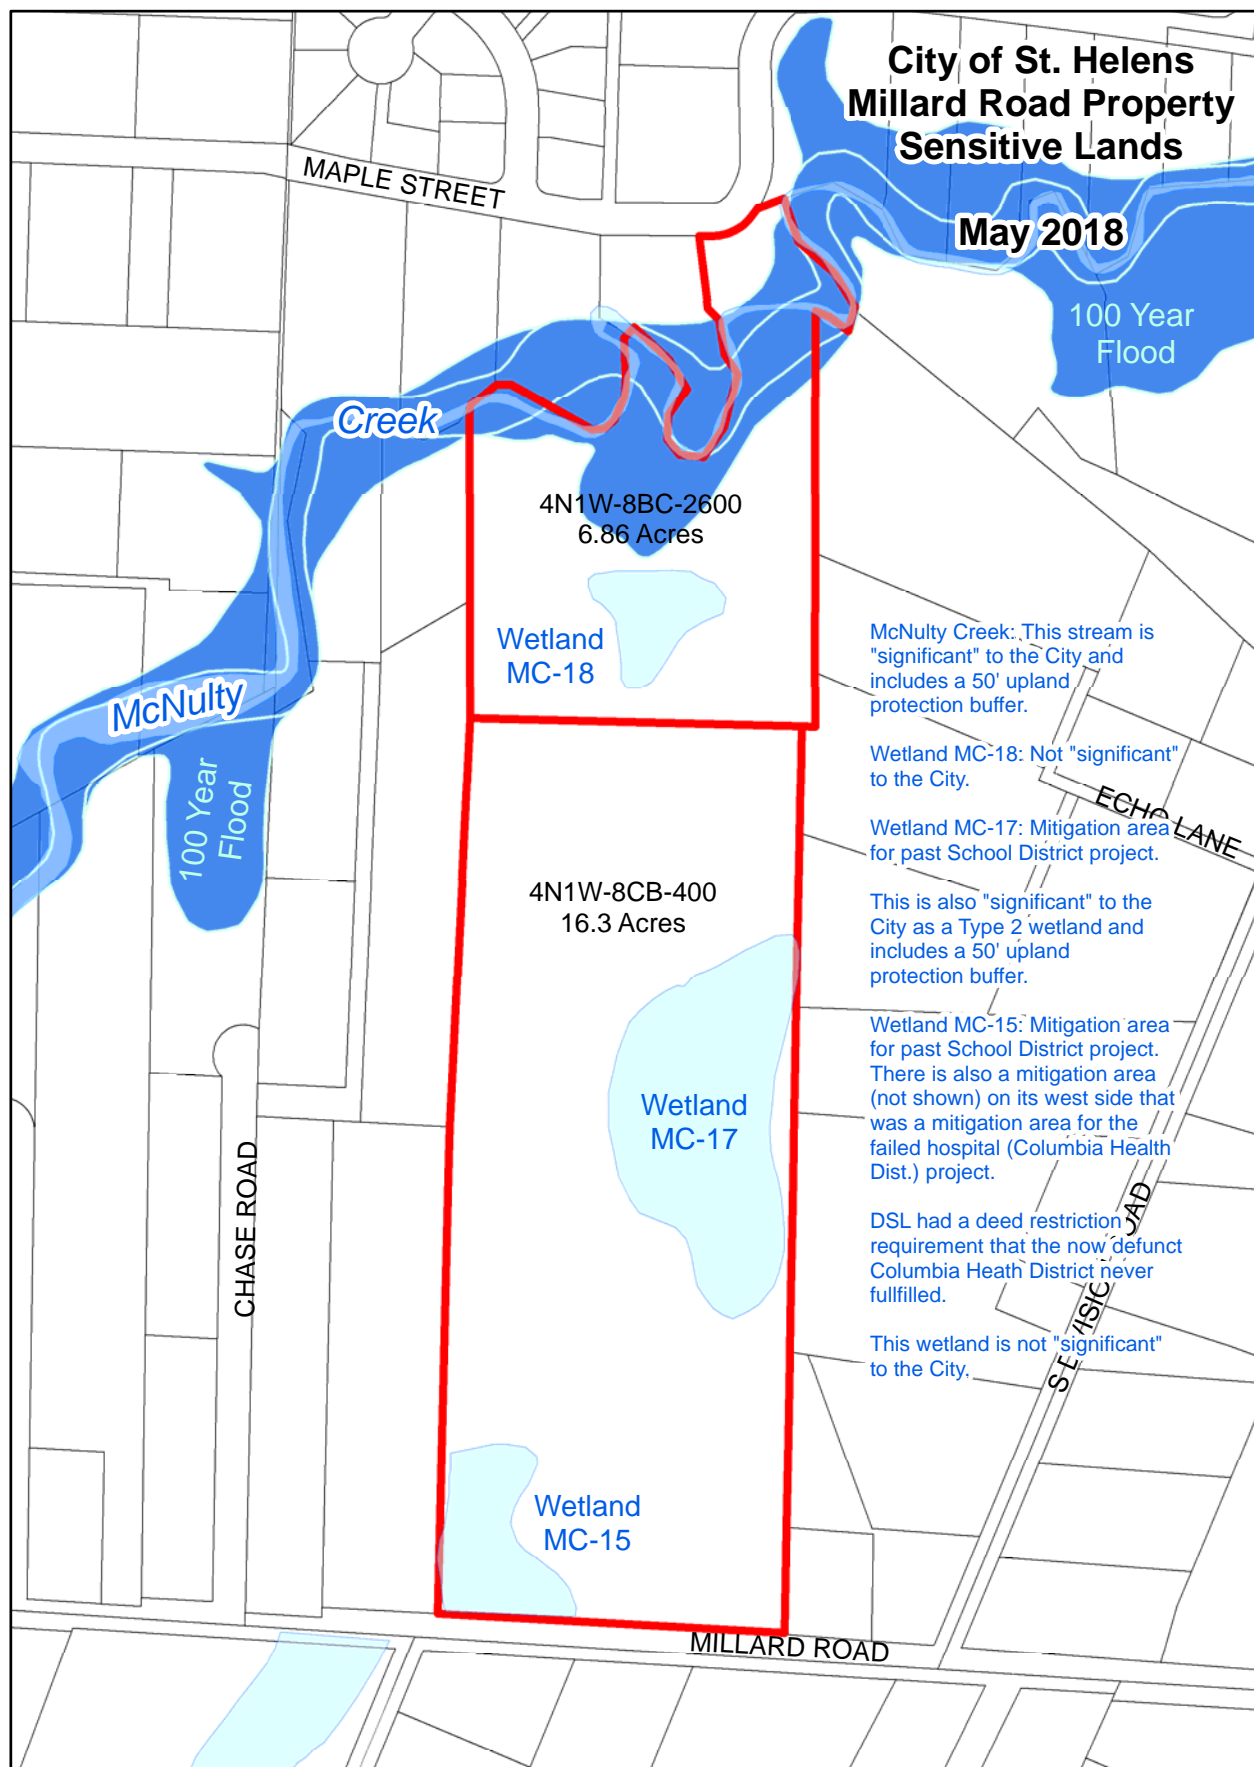 City of St. Helens
Millard Road Property
Sensitive Lands
May 2018
MAPLE STREET
100 Year
Flood
Creek
4N1W-8BC-2600
6.86 Acres
Wetland
MC-18
McNulty
100 Year
Flood
McNulty Creek: This stream is
"significant" to the City and
includes a 50' upland
protection buffer.
Wetland MC-18: Not "significant"
to the City.
ECHO LANE
Wetland MC-17: Mitigation area
for past School District project.
This is also "significant" to the
City as a Type 2 wetland and
includes a 50' upland
protection buffer.
4N1W-8CB-400
16.3 Acres
Wetland MC-15: Mitigation area
for past School District project.
There is also a mitigation area
(not shown) on its west side that
was a mitigation area for the
failed hospital (Columbia Health
Dist.) project.
Wetland
MC-17
DSL had a deed restriction
requirement that the now defunct
Columbia Heath District never
fullfilled.
This wetland is not "significant"
to the City.
CHASE ROAD
Wetland
MC-15
MILLARD ROAD